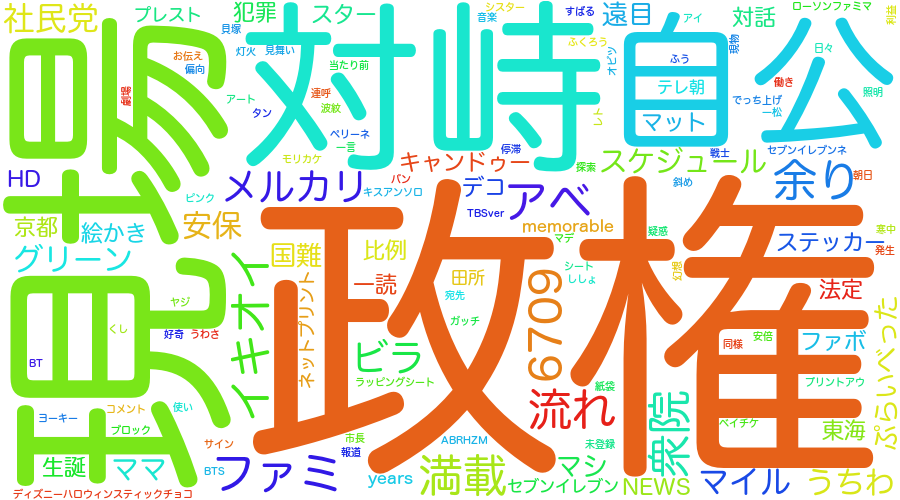 社民党
プレスト
犯罪
スター
すばる
シスター
音楽
遠目
アイ
ローソンファミマ
対話
利益
貝塚
灯火
見舞い
お伝え
偏向
当たり前
ふくろう
オビツ
現物
日々
ふう
現場
対峙
自公
劇場
アート
連呼
波紋
タン
ペリーネ
一言
レト
テレ朝
マット
働き
照明
でっち上げ
一松
停滞
戦士
セブンイレブンネ
モリカケ
キャンドゥー
探索
スケジュール
HD
メルカリ
バン
キスアンソロ
デコ
アベ
斜め
余り
朝日
ピンク
TBSver
京都
絵かき
安保
memorable
疑惑
ステッカー
寒中
発生
グリーン
国難
比例
マデ
政権
イキオイ
ネットプリント
一読
田所
宛先
シート
ししょ
6709
幻想
法定
ヤジ
くし
好奇
うわさ
ガッチ
BT
ビラ
同様
安倍
ファボ
ぷらいべった
ラッピングシート
紙袋
プリントアウ
ヨーキー
コメント
使い
ブロック
流れ
衆院
ペイチケ
東海
サイン
市長
報道
ABRHZM
未登録
生誕
ママ
BTS
ファミ
years
満載
マシ
セブンイレブン
NEWS
マイル
うちわ
ディズニーハロウィンスティックチョコ